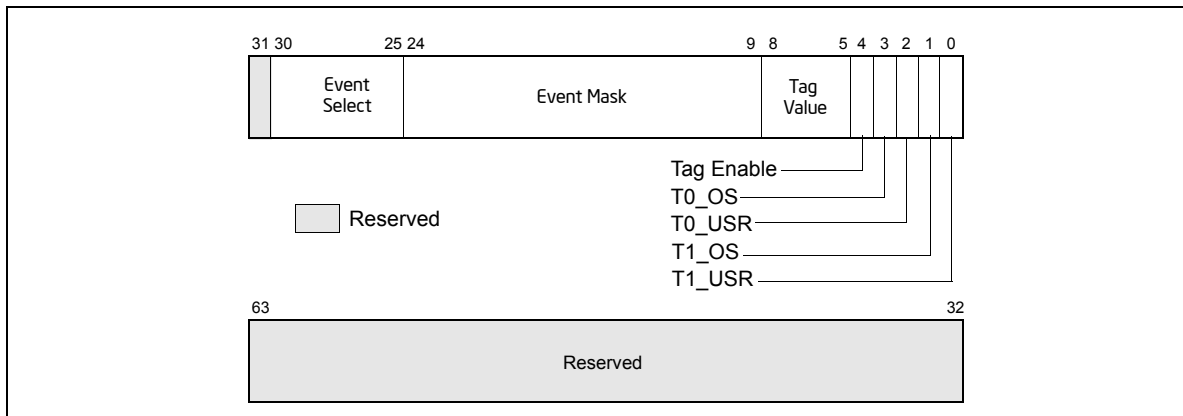 31 30 25 24 9 8 5 4 3 2 1 0
Event Select
Event Mask
Tag Value
Tag Enable
T0_OS
T0_USR
T1_OS
T1_USR
Reserved
63 32
Reserved